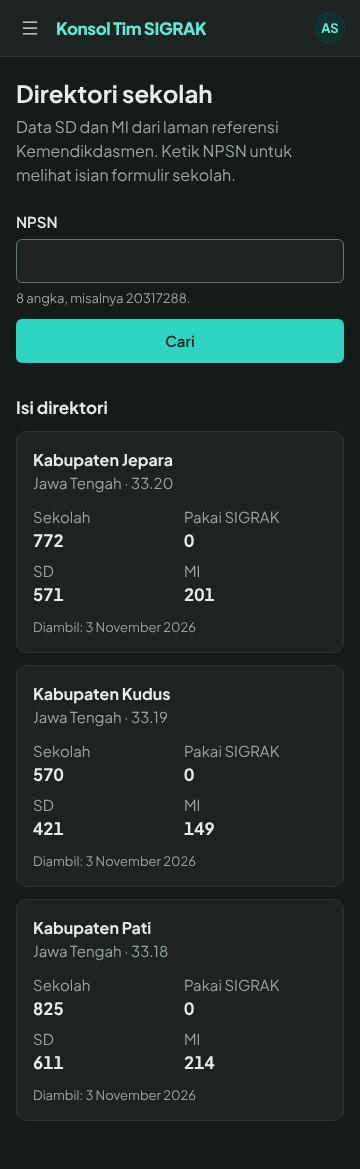 Konsol Tim SIGRAK
AS
Direktori sekolah
Data SD dan MI dari laman referensi
Kemendikdasmen. Ketik NPSN untuk
melihat isian formulir sekolah.
NPSN
8 angka, misalnya 20317288.
Cari
Isi direktori
Kabupaten Jepara
Jawa Tengah · 33.20
Sekolah Pakai SIGRAK
772 0
SD MI
571 201
Diambil: 3 November 2026
Kabupaten Kudus
Jawa Tengah · 33.19
Sekolah Pakai SIGRAK
570 0
SD MI
421 149
Diambil: 3 November 2026
Kabupaten Pati
Jawa Tengah · 33.18
Sekolah Pakai SIGRAK
825 0
SD MI
611 214
Diambil: 3 November 2026